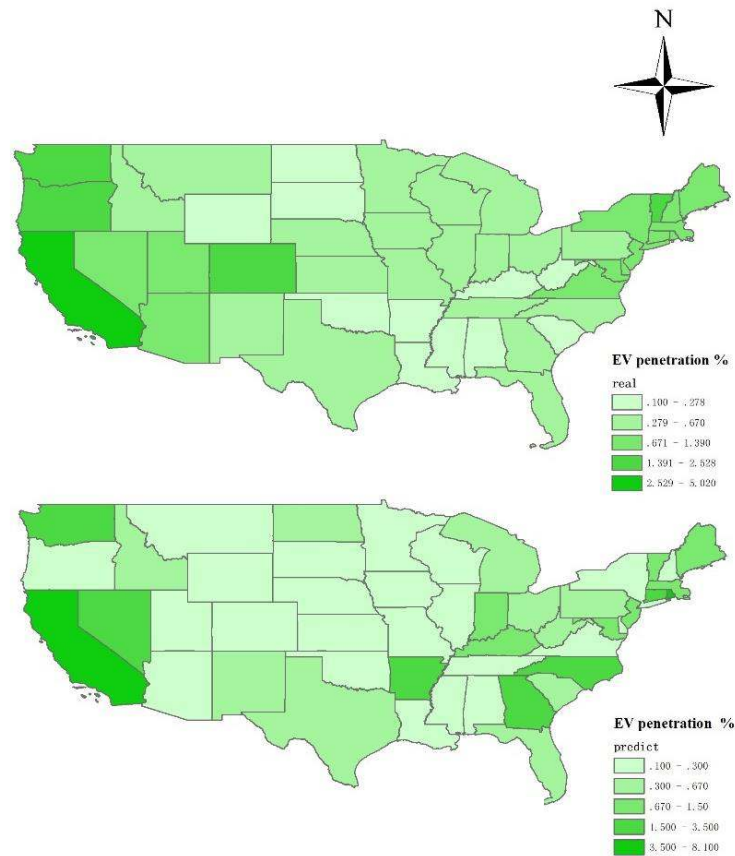 N
EV penetration %
real
.100 - .278
.279 - .670
.671 - 1.390
1.391 - 2.528
2.529 - 5.020
EV penetration %
predict
.100 - .300
.300 - .670
.670 - 1.50
1.500 - 3.500
3.500 - 8.100